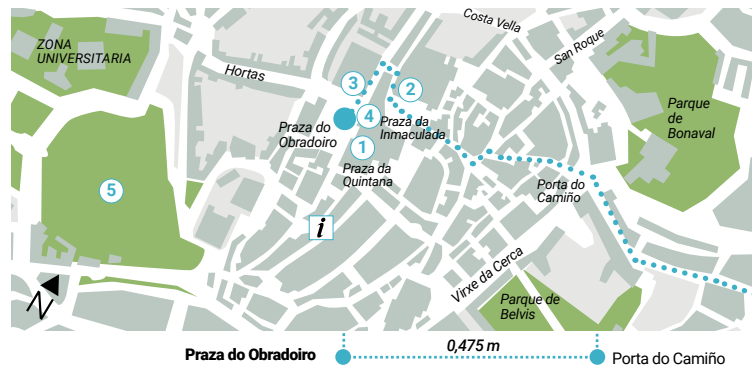 Costa Vella
ZONA
UNIVERSITARIA
San Roque
Hortas
3
2
Parque
de
Bonaval
4
Praza do
Obradoiro
Praza da
Inmaculada
1
Praza da
Quintana
Porta do
Camiño
5
i
Virxe da Cerca
N
Parque de
Belvis
Praza do Obradoiro
0,475 m
Porta do Camiño